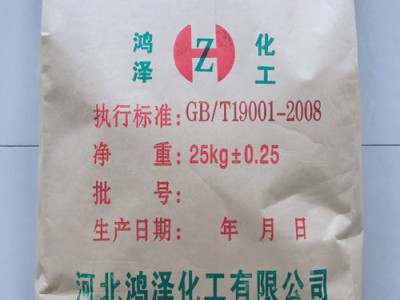 鸿泽 HZ 化工
执行标准: GB/T19001-2008
净 重: 25kg±0.25
批 号:
生产日期: 年 月 日
河北鸿泽化工有限公司